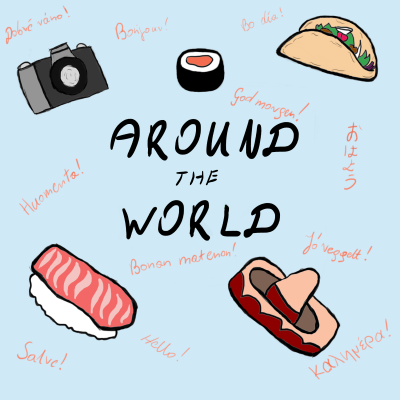 Dobré ráno!
Bonjour!
Bo dia!
God morgen!
AROUND
THE
WORLD
おはとう
Huomenta!
Bonan matenon!
Jó reggelt!
Salve!
Hello!
Καλημέρα!